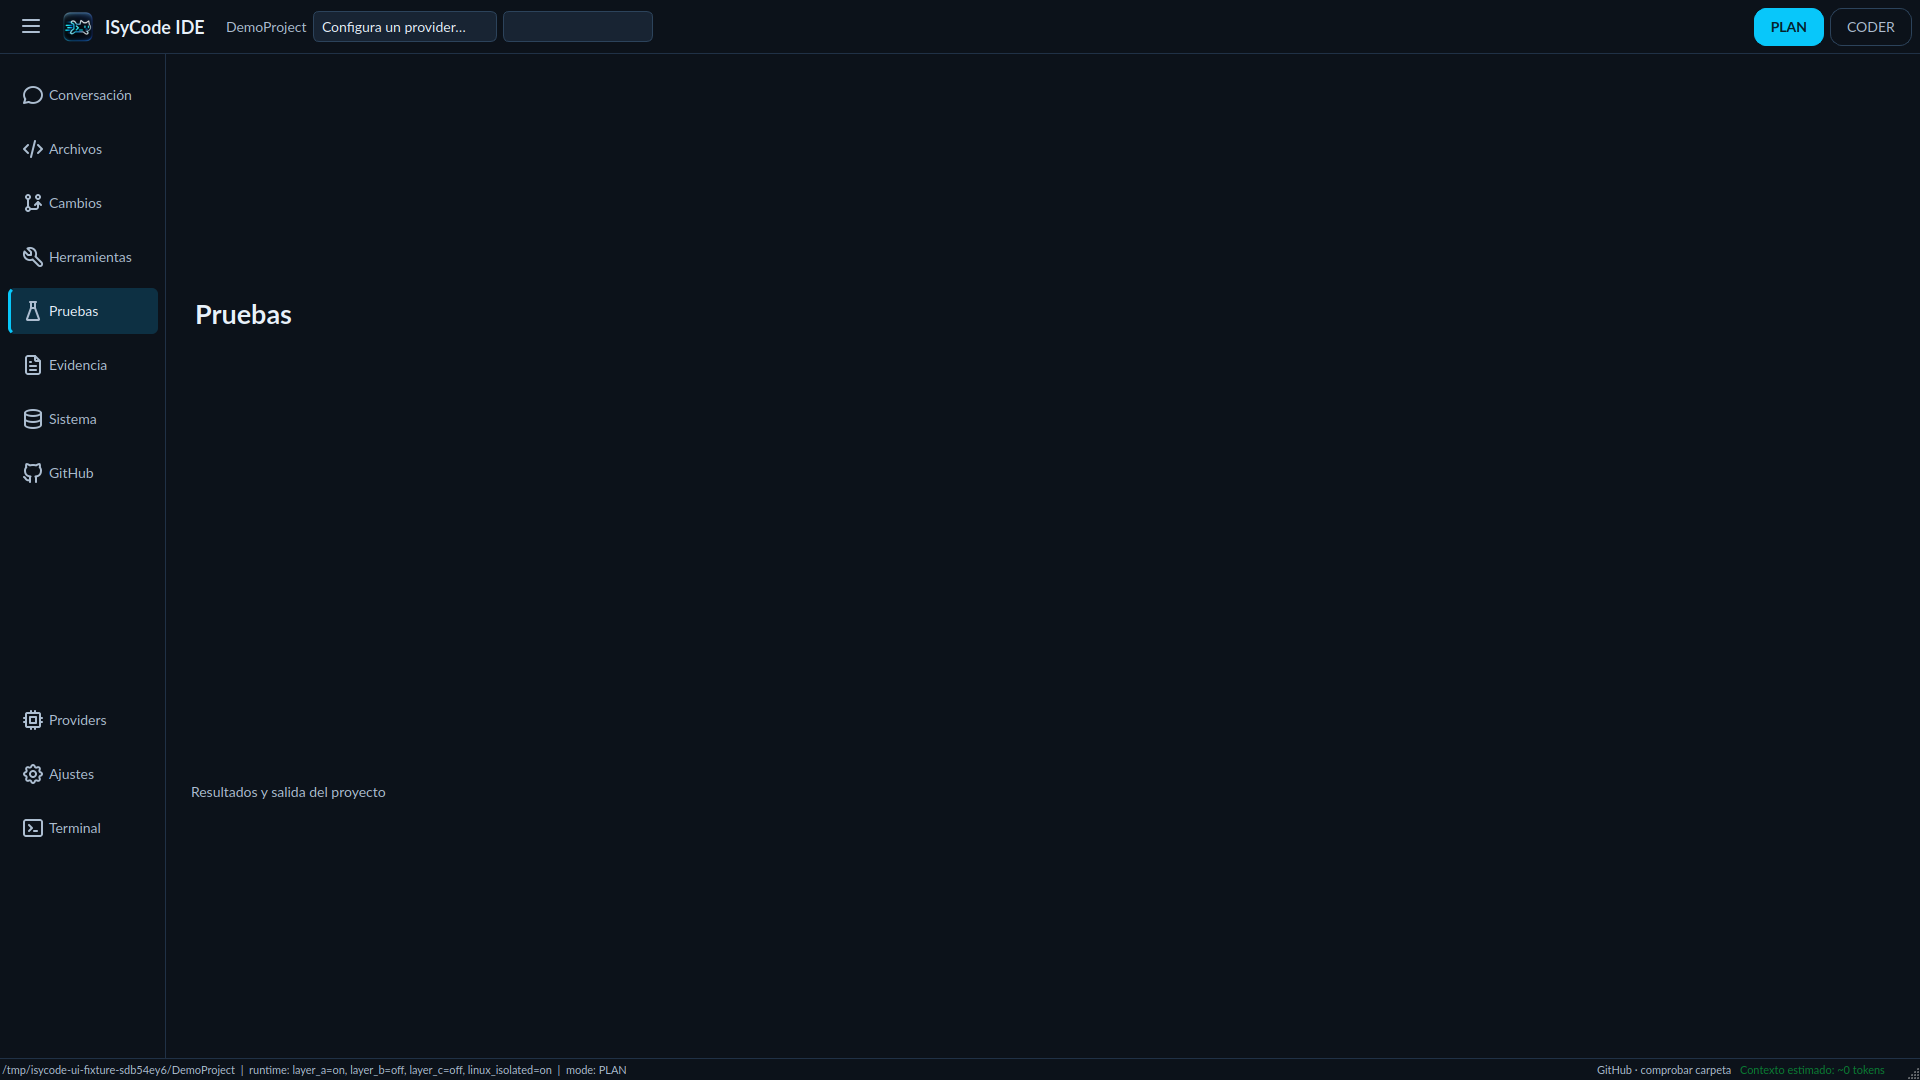 ISyCode IDE
DemoProject
Configura un provider...
PLAN
CODER
Conversación
Archivos
Cambios
Herramientas
Pruebas
Evidencia
Sistema
GitHub
Providers
Ajustes
Terminal
Pruebas
Resultados y salida del proyecto
/tmp/isycode-ui-fixture-sdb54ey6/DemoProject | runtime: layer_a=on, layer_b=off, layer_c=off, linux_isolated=on | mode: PLAN
GitHub · comprobar carpeta
Contexto estimado: ~0 tokens